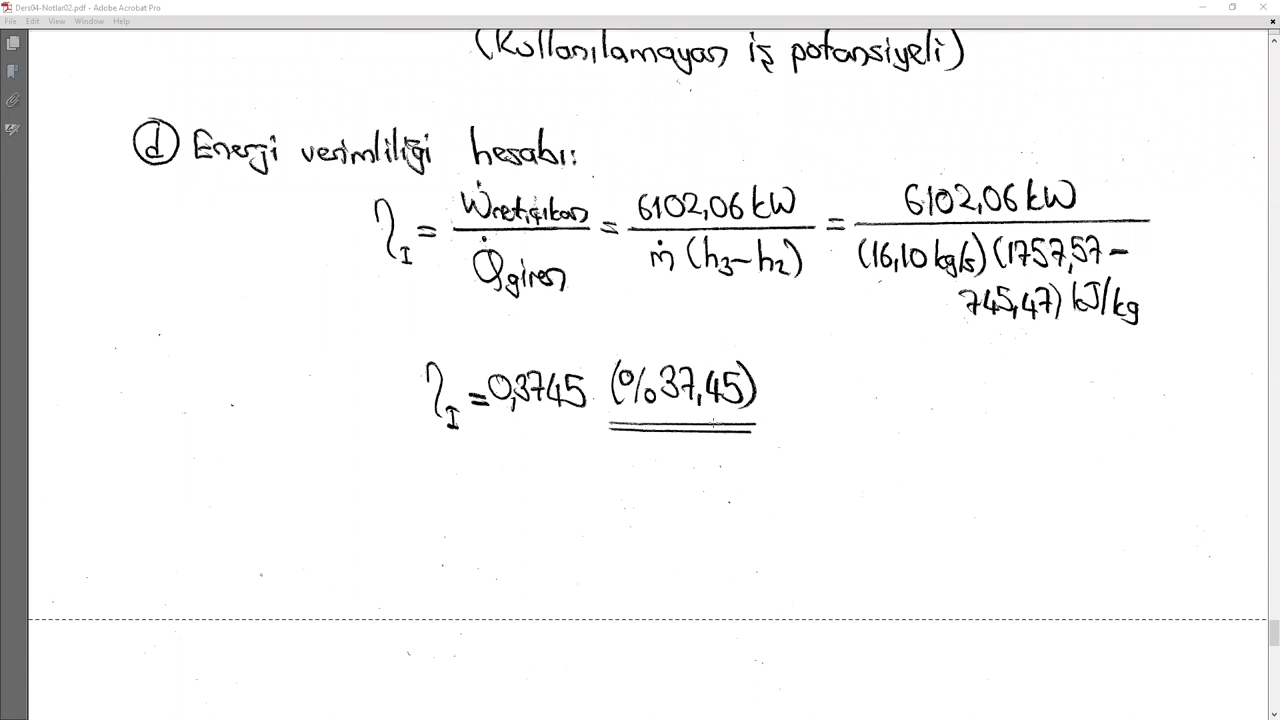 Ders04-Notlar02.pdf - Adobe Acrobat Pro
File Edit View Window Help
(Kullanılamayan iş potansiyeli)
d Enerji verimliliği hesabı:
η_I = Ẇnet,çıkan / Q̇giren = 6102,06 kW / ṁ (h3-h2) = 6102,06 kW / (16,10 kg/s) (1757,57 -
745,47) kJ/kg
η_I = 0,3745 (%37,45)